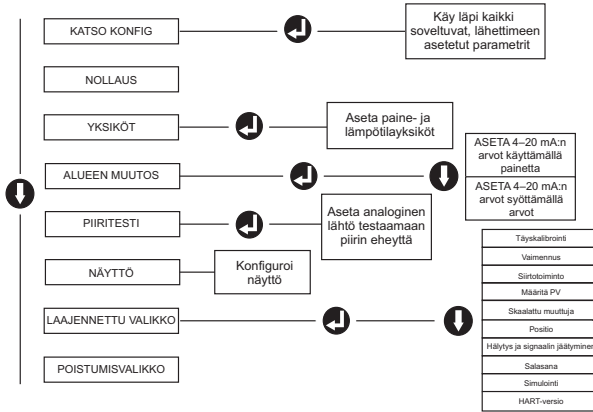 KATSO KONFIG
Käy läpi kaikki
soveltuvat, lähettimeen
asetetut parametrit
NOLLAUS
YKSIKÖT
Aseta paine- ja
lämpötilayksiköt
ALUEEN MUUTOS
ASETA 4–20 mA:n
arvot käyttämällä
painetta
ASETA 4–20 mA:n
arvot syöttämällä
arvot
PIIRITESTI
Aseta analoginen
lähtö testaamaan
piirin eheyttä
NÄYTTÖ
Konfiguroi
näyttö
LAAJENNETTU VALIKKO
Täyskalibrointi
Vaimennus
Siirtotoiminto
Määritä PV
Skaalattu muuttuja
Positio
Hälytys ja signaalin jäätyminen
Salasana
Simulointi
HART-versio
POISTUMISVALIKKO